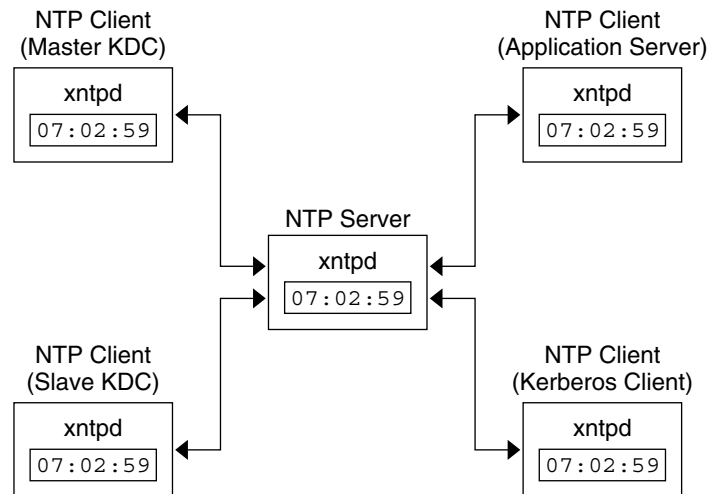 NTP Client
(Master KDC)
xntpd
07:02:59
NTP Client
(Application Server)
xntpd
07:02:59
NTP Server
xntpd
07:02:59
NTP Client
(Slave KDC)
xntpd
07:02:59
NTP Client
(Kerberos Client)
xntpd
07:02:59